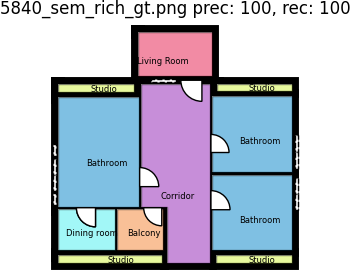 5840_sem_rich_gt.png prec: 100, rec: 100
Living Room
Studio
Studio
Bathroom
Bathroom
Corridor
Bathroom
Dining room
Balcony
Studio
Studio